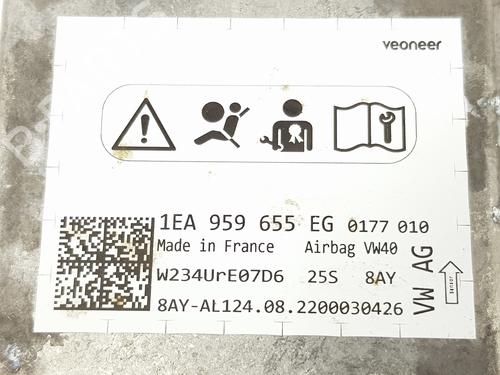 veoneer
1EA 959 655 EG 0177 010
Made in France Airbag VW40
W234UrE07D6 25S 8AY
8AY-AL124.08.2200030426
VW AG